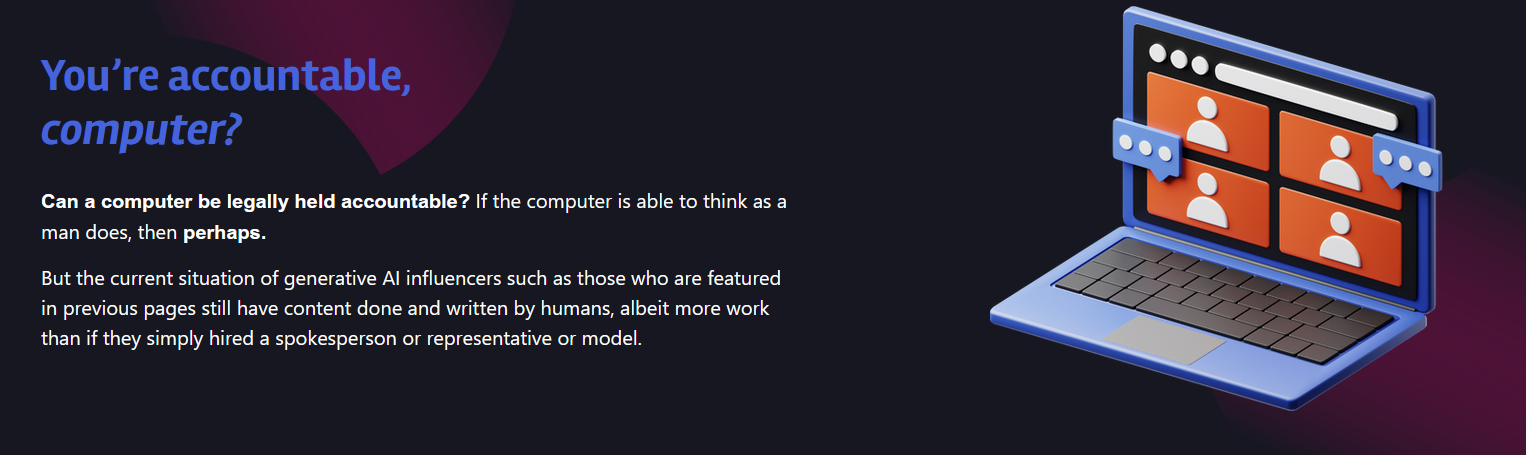 You’re accountable,
computer?
Can a computer be legally held accountable? If the computer is able to think as a
man does, then perhaps.
But the current situation of generative AI influencers such as those who are featured
in previous pages still have content done and written by humans, albeit more work
than if they simply hired a spokesperson or representative or model.